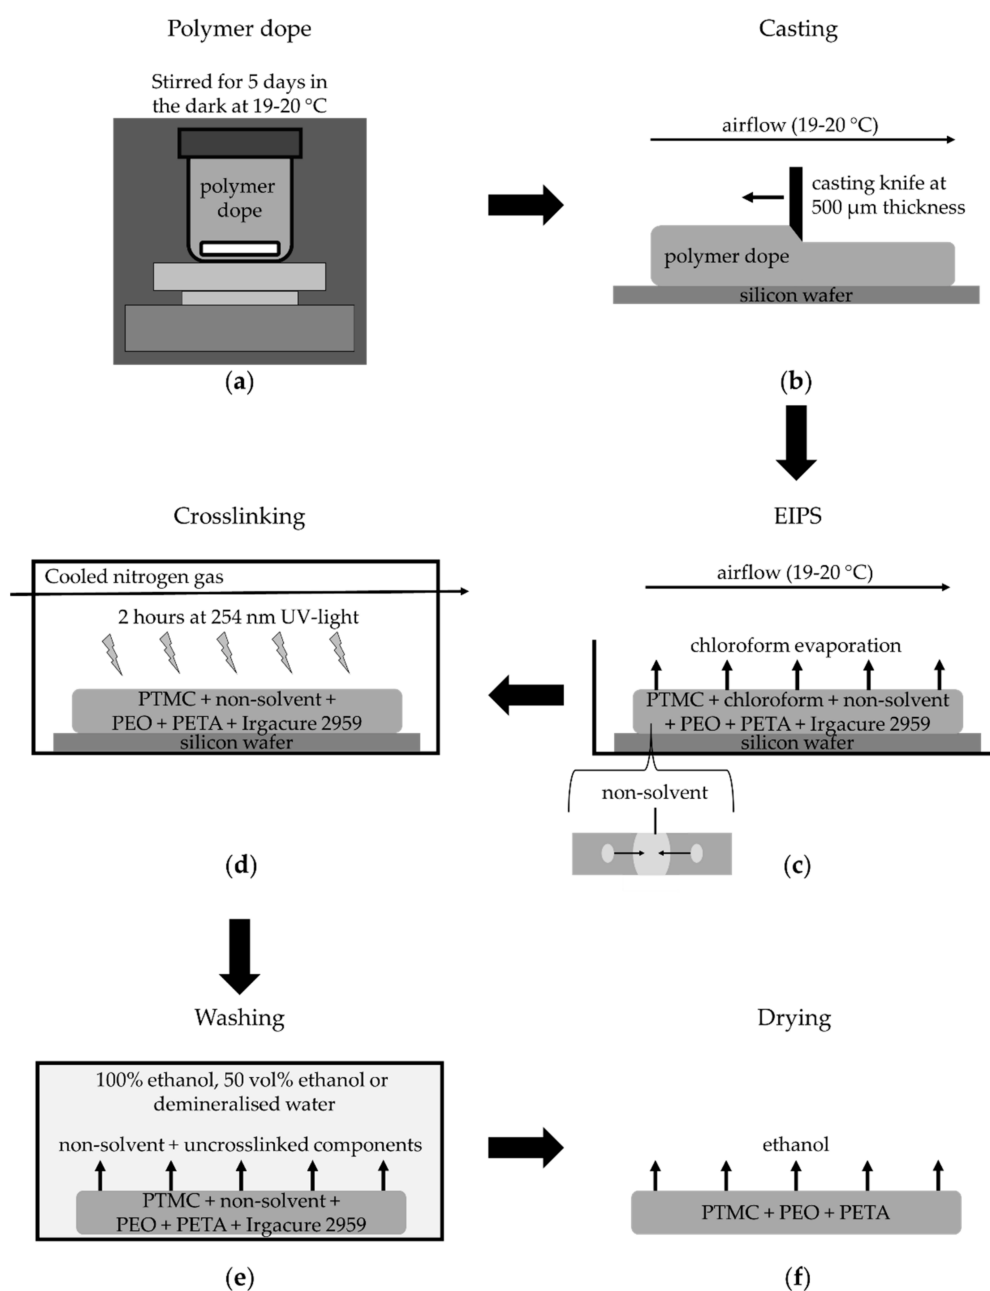 Polymer dope
Stirred for 5 days in
the dark at 19-20 °C
polymer
dope
(a)
Casting
airflow (19-20 °C)
casting knife at
500 µm thickness
polymer dope
silicon wafer
(b)
EIPS
airflow (19-20 °C)
chloroform evaporation
PTMC + chloroform + non-solvent
+ PEO + PETA + Irgacure 2959
silicon wafer
non-solvent
(c)
Crosslinking
Cooled nitrogen gas
2 hours at 254 nm UV-light
PTMC + non-solvent +
PEO + PETA + Irgacure 2959
silicon wafer
(d)
Washing
100% ethanol, 50 vol% ethanol or
demineralised water
non-solvent + uncrosslinked components
PTMC + non-solvent +
PEO + PETA + Irgacure 2959
(e)
Drying
ethanol
PTMC + PEO + PETA
(f)